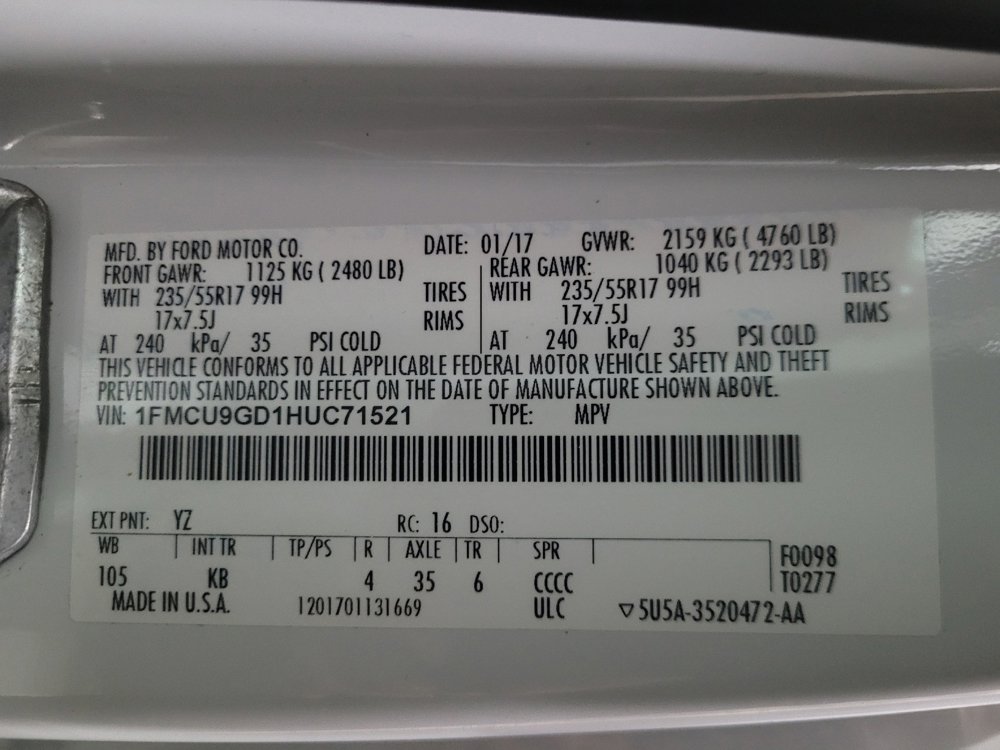 MFD. BY FORD MOTOR CO. DATE: 01/17 GVWR: 2159 KG ( 4760 LB)
FRONT GAWR: 1125 KG ( 2480 LB) REAR GAWR: 1040 KG ( 2293 LB)
WITH 235/55R17 99H TIRES WITH 235/55R17 99H TIRES
17x7.5J RIMS 17x7.5J RIMS
AT 240 kPa/ 35 PSI COLD AT 240 kPa/ 35 PSI COLD
THIS VEHICLE CONFORMS TO ALL APPLICABLE FEDERAL MOTOR VEHICLE SAFETY AND THEFT
PREVENTION STANDARDS IN EFFECT ON THE DATE OF MANUFACTURE SHOWN ABOVE.
VIN: 1FMCU9GD1HUC71521 TYPE: MPV
EXT PNT: YZ RC: 16 DSO:
WB INT TR TP/PS R AXLE TR SPR F0098
105 KB 4 35 6 CCCC T0277
MADE IN U.S.A. 1201701131669 ULC ▽5U5A-3520472-AA